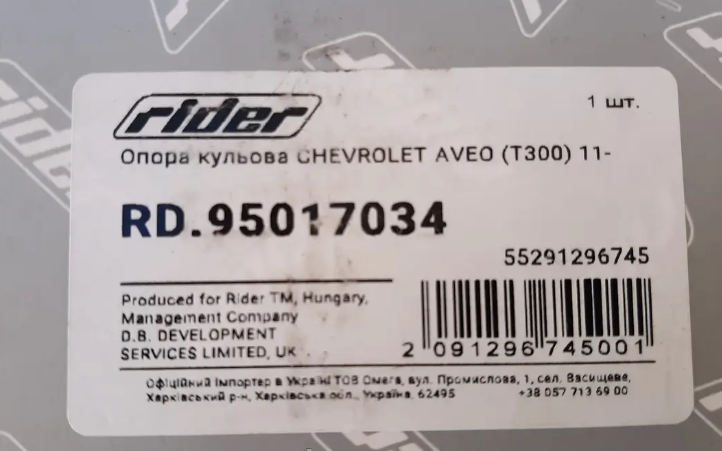 rider
1 шт.
Опора кульова CHEVROLET AVEO (T300) 11-
RD.95017034
55291296745
Produced for Rider TM, Hungary,
Management Company
D.B. DEVELOPMENT
SERVICES LIMITED, UK
2 091296 745001
Офіційний Імпортер в Україні ТОВ Омега, вул. Промислова, 1, сел. Васищеве,
Харківський р-н, Харківська обл., Україна, 62495 +38 057 713 69 00
rider